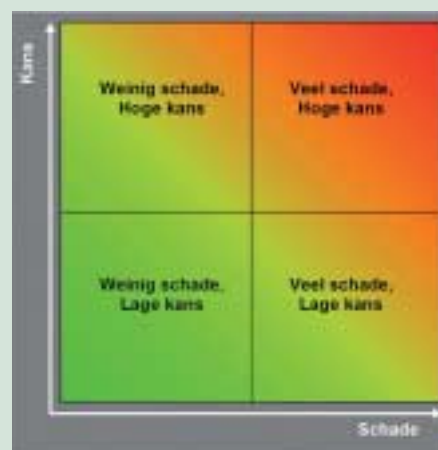 Kans
Weinig schade,
Hoge kans
Veel schade,
Hoge kans
Weinig schade,
Lage kans
Veel schade,
Lage kans
Schade